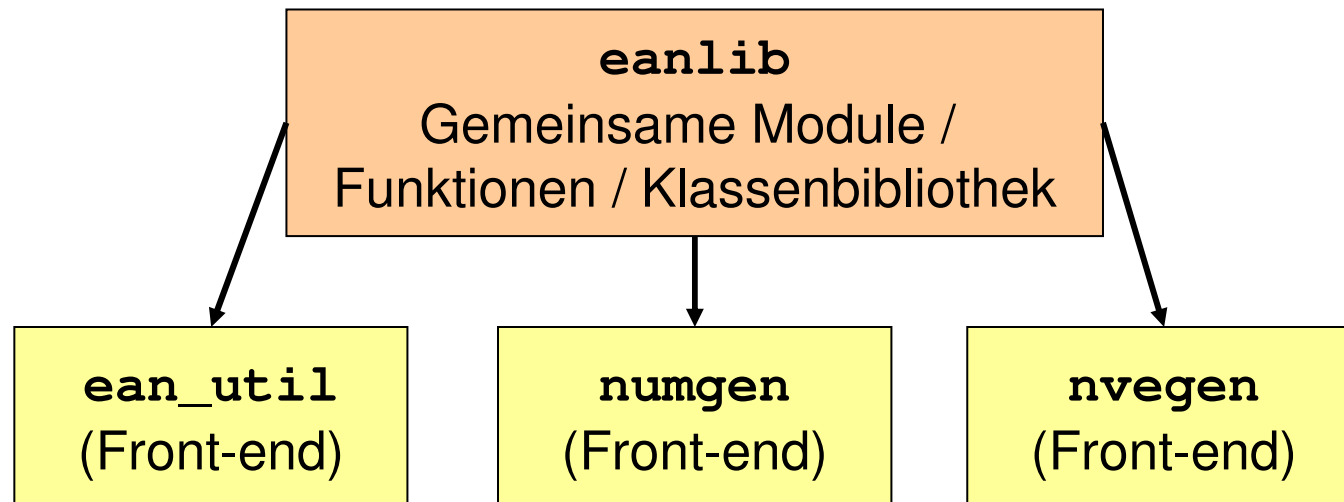 eanlib
Gemeinsame Module /
Funktionen / Klassenbibliothek
ean_util
(Front-end)
numgen
(Front-end)
nvegen
(Front-end)